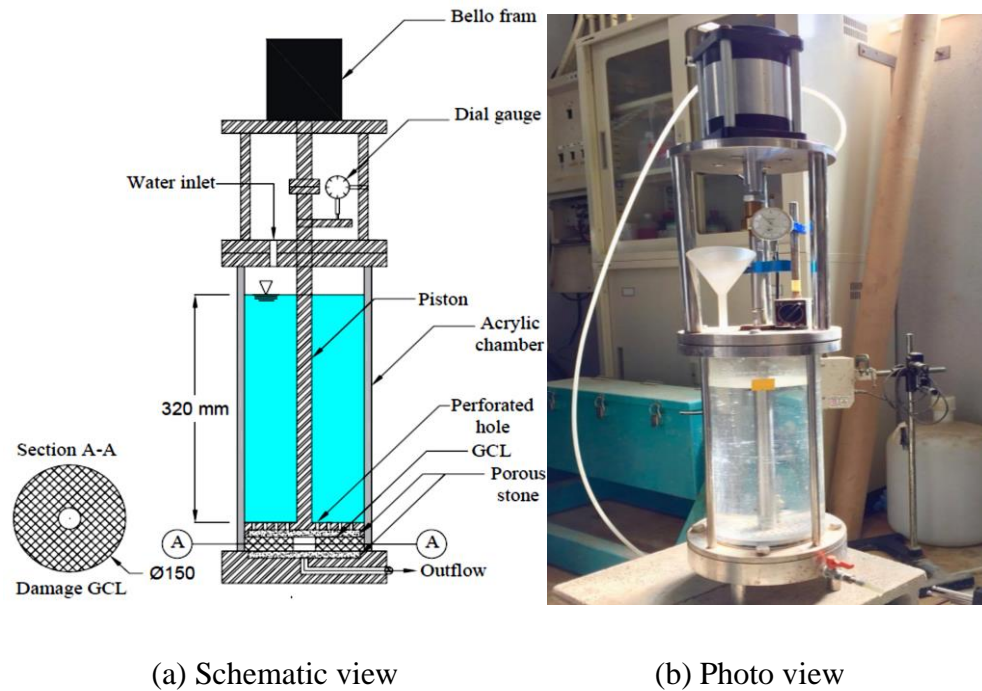 Bello fram
Dial gauge
Water inlet
Piston
Acrylic
chamber
320 mm
Perforated
hole
GCL
Porous
stone
Section A-A
A
A
Ø150
Outflow
Damage GCL
(a) Schematic view
(b) Photo view